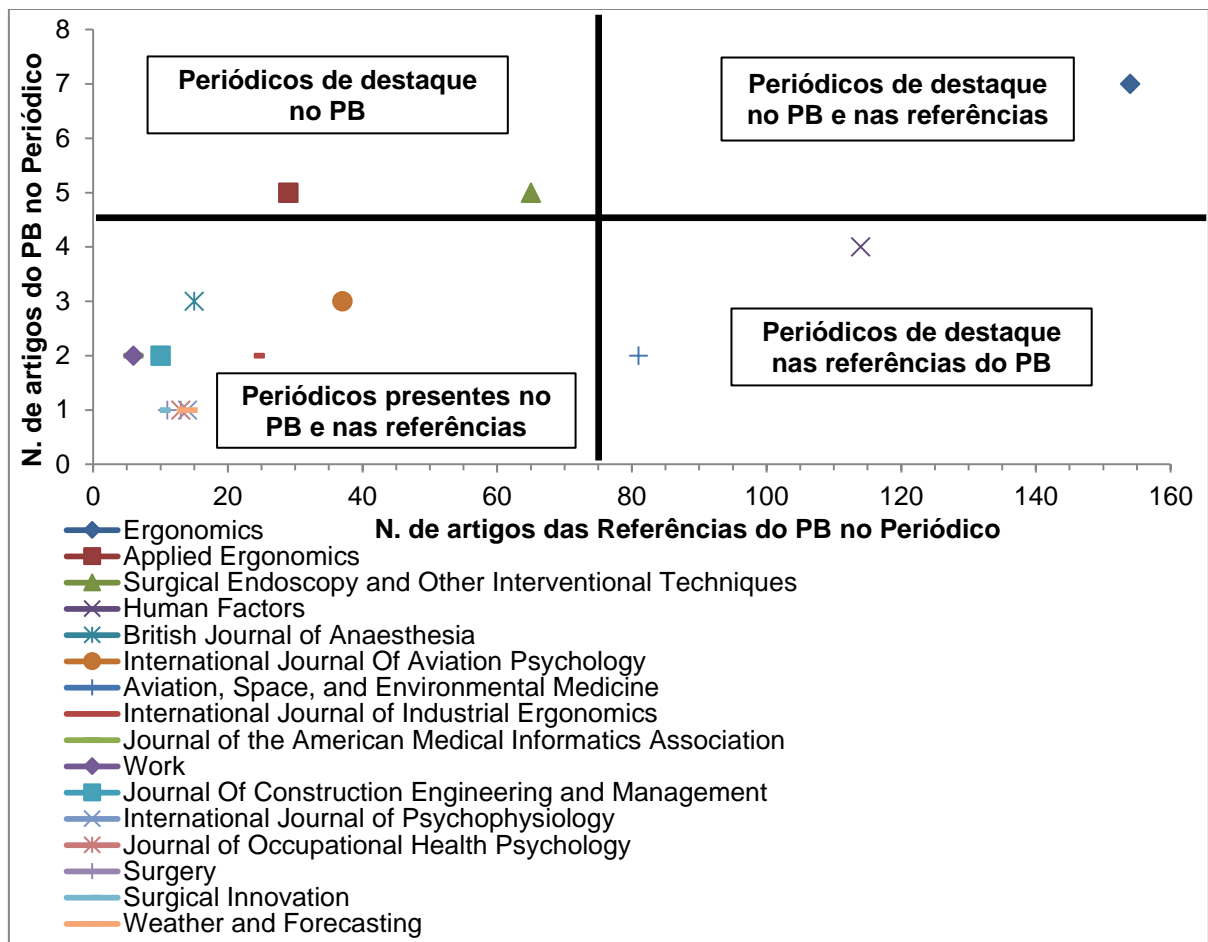 8
7
6
5
4
3
2
1
0
N. de artigos do PB no Periódico
Periódicos de destaque
no PB
Periódicos de destaque
no PB e nas referências
Periódicos de destaque
nas referências do PB
Periódicos presentes no
PB e nas referências
0 20 40 60 80 100 120 140 160
N. de artigos das Referências do PB no Periódico
Ergonomics
Applied Ergonomics
Surgical Endoscopy and Other Interventional Techniques
Human Factors
British Journal of Anaesthesia
International Journal Of Aviation Psychology
Aviation, Space, and Environmental Medicine
International Journal of Industrial Ergonomics
Journal of the American Medical Informatics Association
Work
Journal Of Construction Engineering and Management
International Journal of Psychophysiology
Journal of Occupational Health Psychology
Surgery
Surgical Innovation
Weather and Forecasting